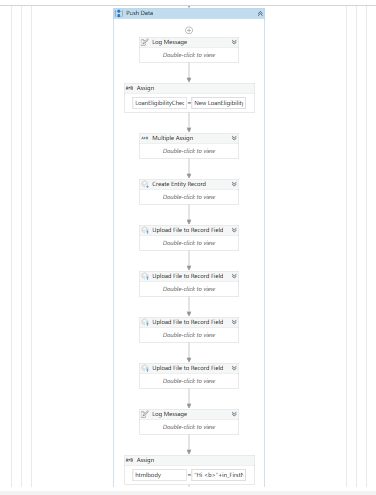 Push Data
Log Message
Double-click to view
A+B Assign
LoanEligibilityChec = New LoanEligibility
A+B Multiple Assign
Double-click to view
Create Entity Record
Double-click to view
Upload File to Record Field
Double-click to view
Upload File to Record Field
Double-click to view
Upload File to Record Field
Double-click to view
Upload File to Record Field
Double-click to view
Log Message
Double-click to view
A+B Assign
htmlbody = "Hi <b>"+in_FirstN